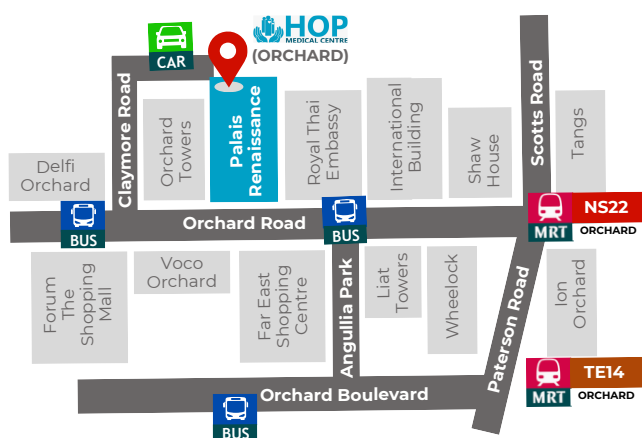 HOP
MEDICAL CENTRE
(ORCHARD)
CAR
Claymore Road
Delfi
Orchard
Orchard
Towers
Palais
Renaissance
Royal Thai
Embassy
International
Building
Shaw
House
Scotts Road
Tangs
BUS
Orchard Road
BUS
MRT
NS22
ORCHARD
Forum
The
Shopping
Mall
Voco
Orchard
Far East
Shopping
Centre
Angullia Park
Liat
Towers
Wheelock
Paterson Road
Ion
Orchard
MRT
TE14
ORCHARD
Orchard Boulevard
BUS